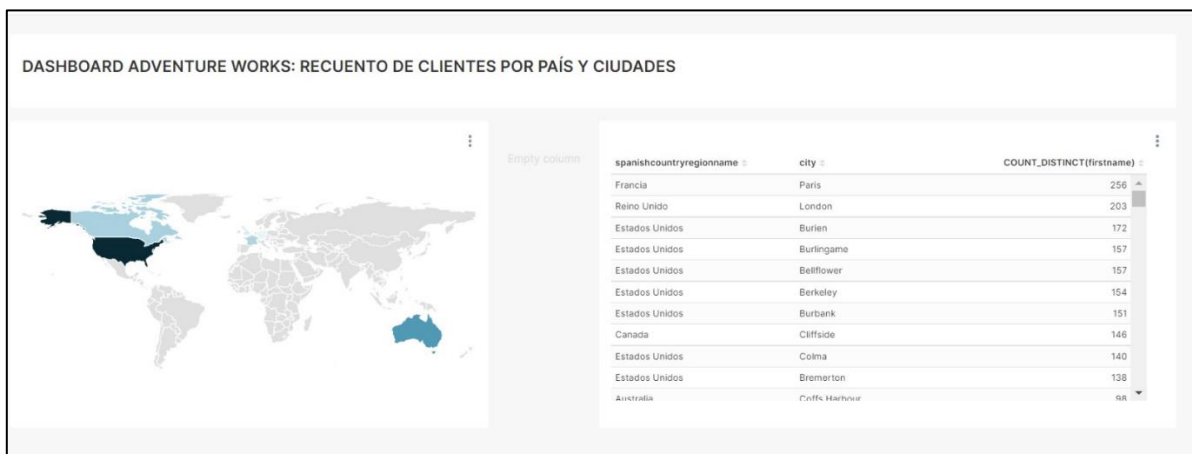 DASHBOARD ADVENTURE WORKS: RECUENTO DE CLIENTES POR PAÍS Y CIUDADES
Empty column
spanishcountryregionname city COUNT_DISTINCT(firstname)
Francia Paris 256
Reino Unido London 203
Estados Unidos Burien 172
Estados Unidos Burlingame 157
Estados Unidos Bellflower 157
Estados Unidos Berkeley 154
Estados Unidos Burbank 151
Canada Cliffside 146
Estados Unidos Colma 140
Estados Unidos Bremerton 138
Australia Coffs Harbour 98